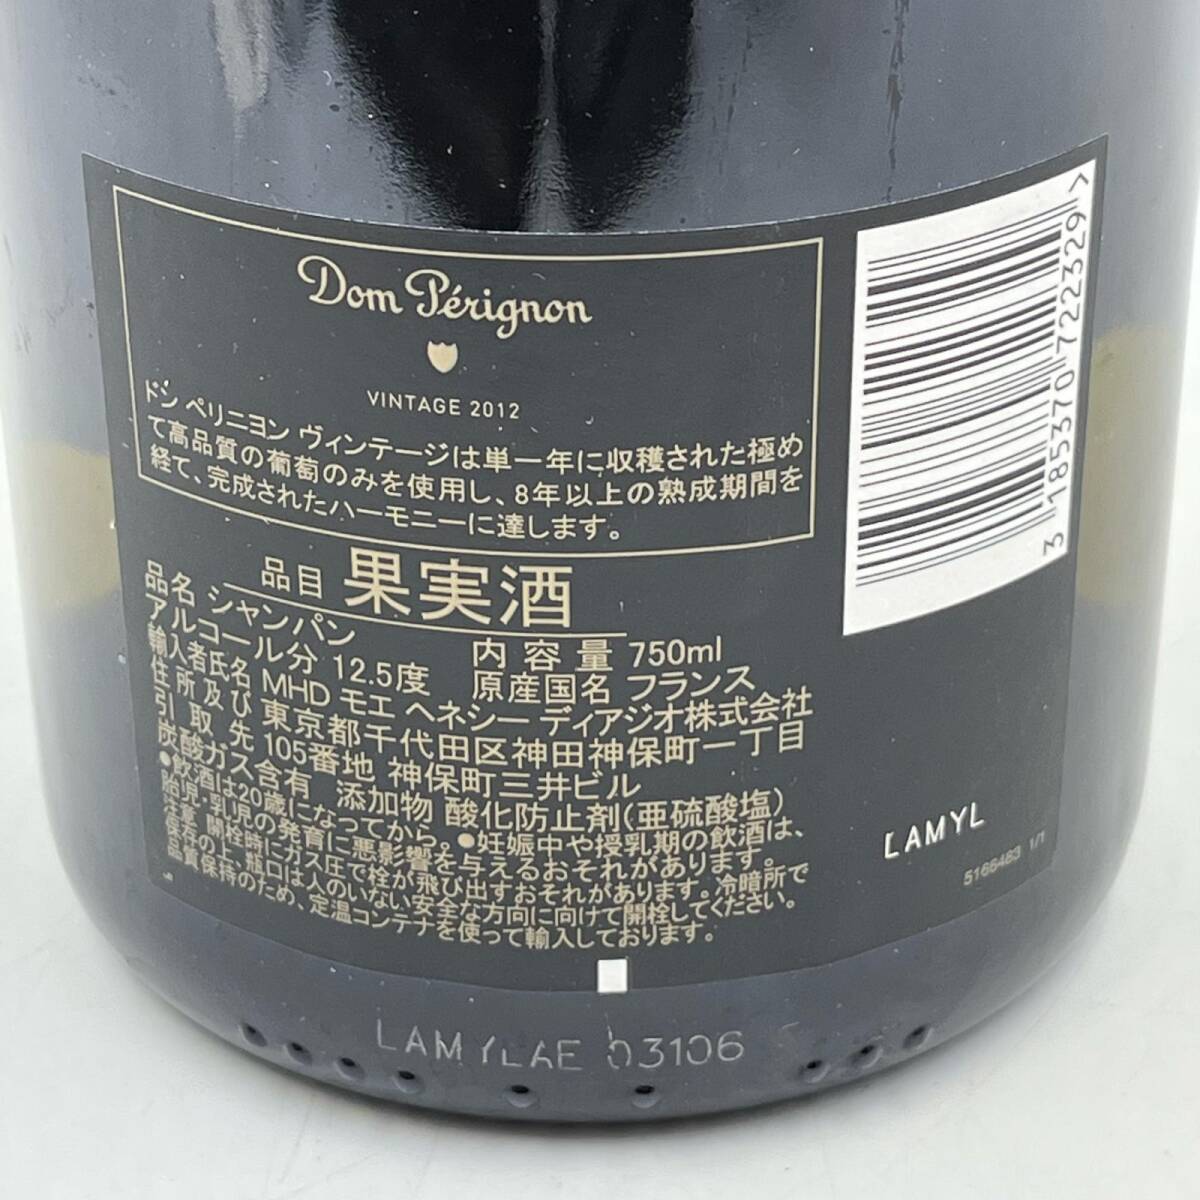 Dom Pérignon
VINTAGE 2012
ドン ペリニヨン ヴィンテージは単一年に収穫された極め
て高品質の葡萄のみを使用し、8年以上の熟成期間を
経て、完成されたハーモニーに達します。
品目 果実酒
品名 シャンパン 内容量 750ml
アルコール分 12.5度 原産国名 フランス
輸入者氏名 MHD モエ ヘネシー ディアジオ株式会社
住所及び 東京都千代田区神田神保町一丁目
引取先 105番地 神保町三井ビル
炭酸ガス含有 添加物 酸化防止剤(亜硫酸塩)
●飲酒は20歳になってから。●妊娠中や授乳期の飲酒は、
胎児・乳児の発育に悪影響を与えるおそれがあります。
注意 開栓時にガス圧で栓が飛び出すおそれがあります。冷暗所で
保存の上、瓶口は人のいない安全な方向に向けて開栓してください。
品質保持のため、定温コンテナを使って輸入しております。
3 185370 722329 >
LAMYL
5166483 1/1
LAMYLAE 03106